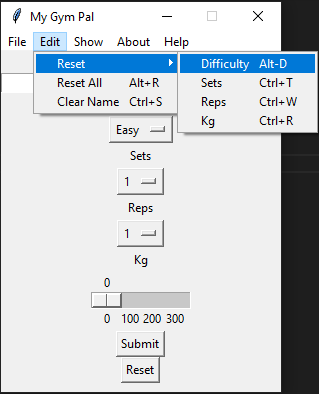 My Gym Pal
File Edit Show About Help
Reset
Reset All Alt+R
Clear Name Ctrl+S
Difficulty Alt-D
Sets Ctrl+T
Reps Ctrl+W
Kg Ctrl+R
Easy
Sets
1
Reps
1
Kg
0
0 100 200 300
Submit
Reset